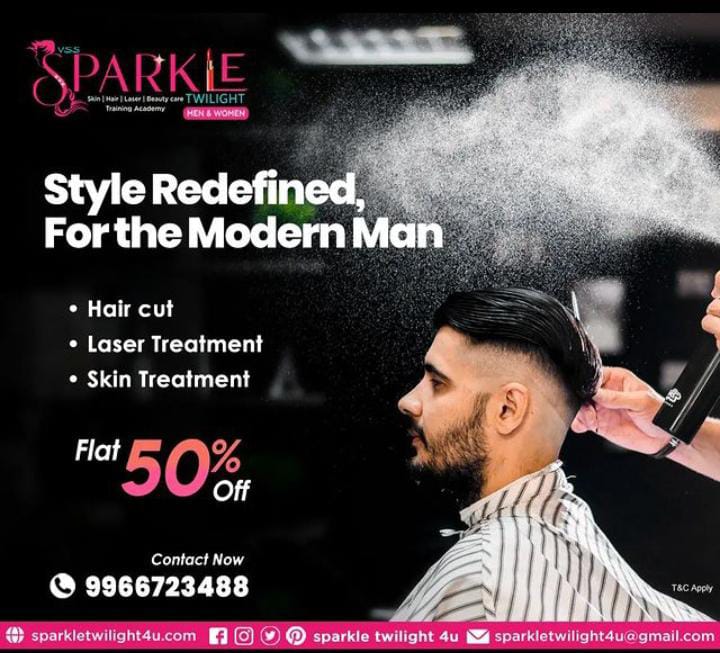 VSS
SPARKLE
Skin | Hair | Laser | Beauty care TWILIGHT
Training Academy
MEN & WOMEN
Style Redefined,
For the Modern Man
• Hair cut
• Laser Treatment
• Skin Treatment
Flat 50% Off
Contact Now
9966723488
T&C Apply
sparkletwilight4u.com sparkle twilight 4u sparkletwilight4u@gmail.com